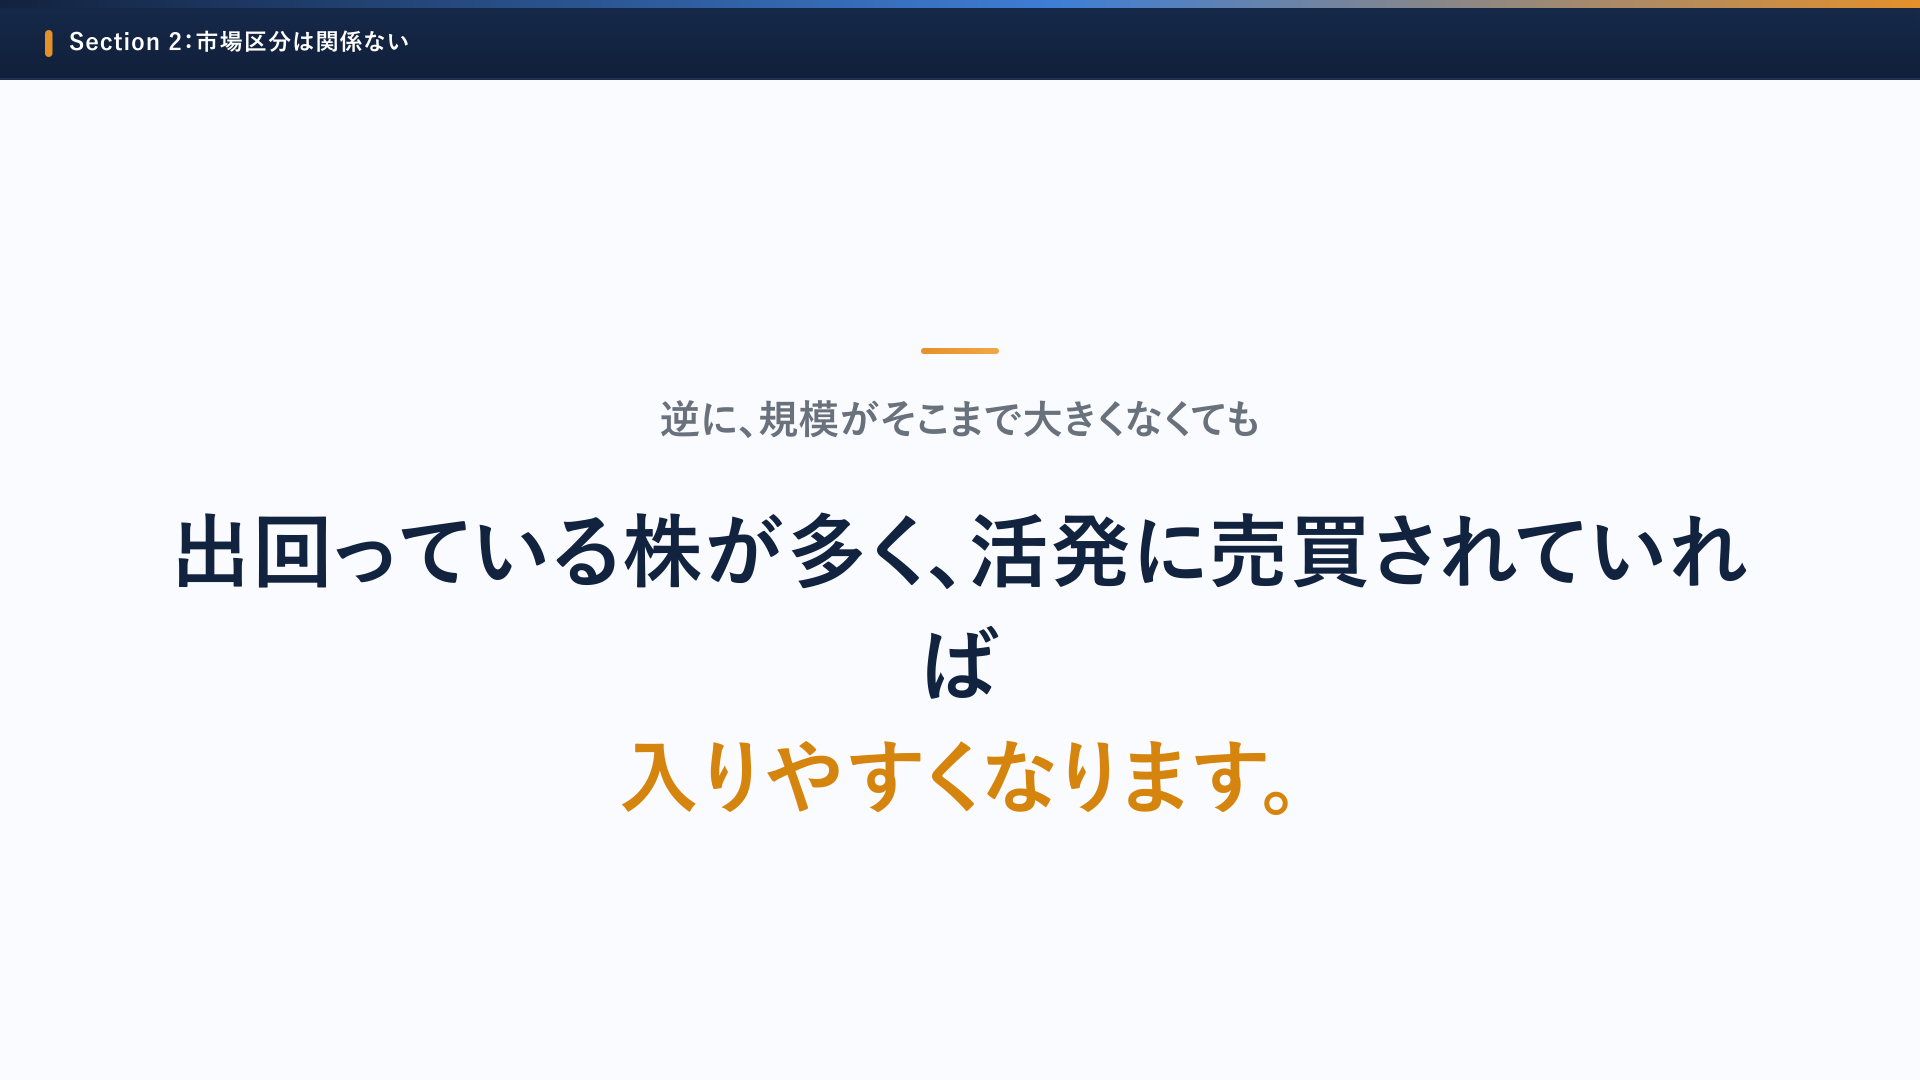 Section 2：市場区分は関係ない
逆に、規模がそこまで大きくなくても
出回っている株が多く、活発に売買されていれ
ば
入りやすくなります。